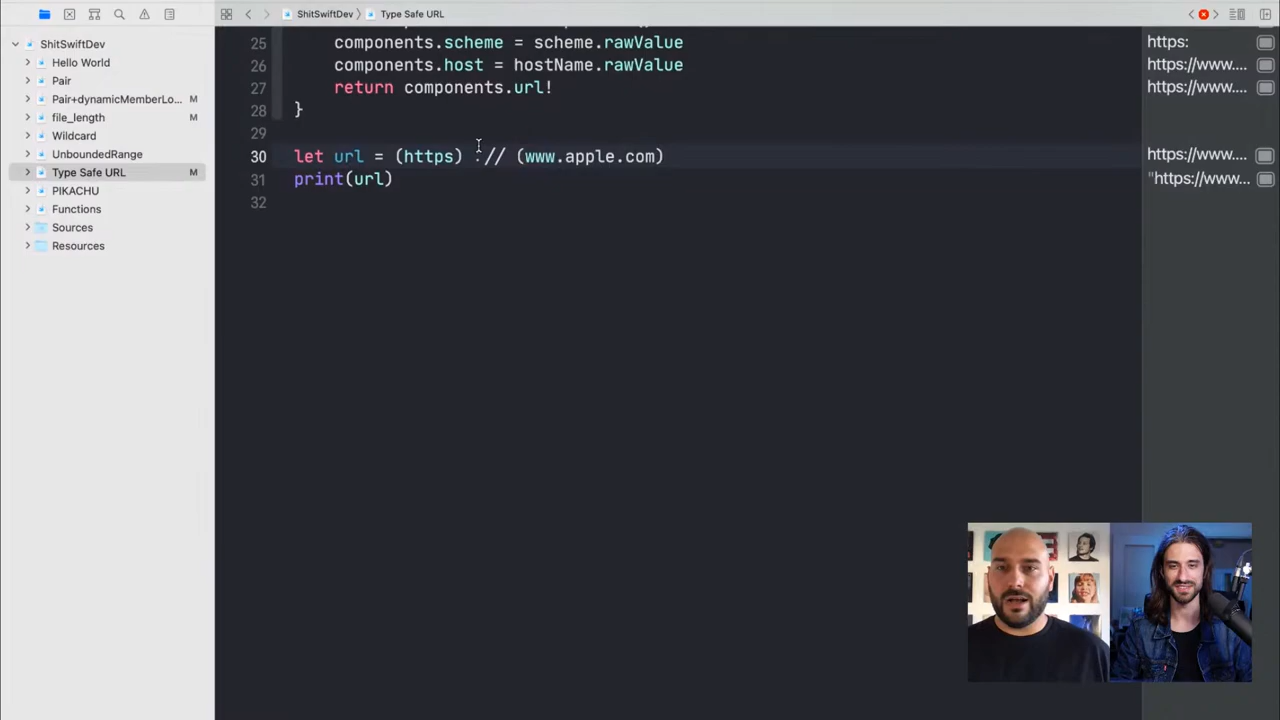 ShitSwiftDev
Type Safe URL
ShitSwiftDev
Hello World
Pair
Pair+dynamicMemberLo... M
file_length M
Wildcard
UnboundedRange
Type Safe URL M
PIKACHU
Functions
Sources
Resources
25 components.scheme = scheme.rawValue
26 components.host = hostName.rawValue
27 return components.url!
28 }
29
30 let url = (https) :// (www.apple.com)
31 print(url)
32
https:
https://www....
https://www....
https://www....
"https://www...